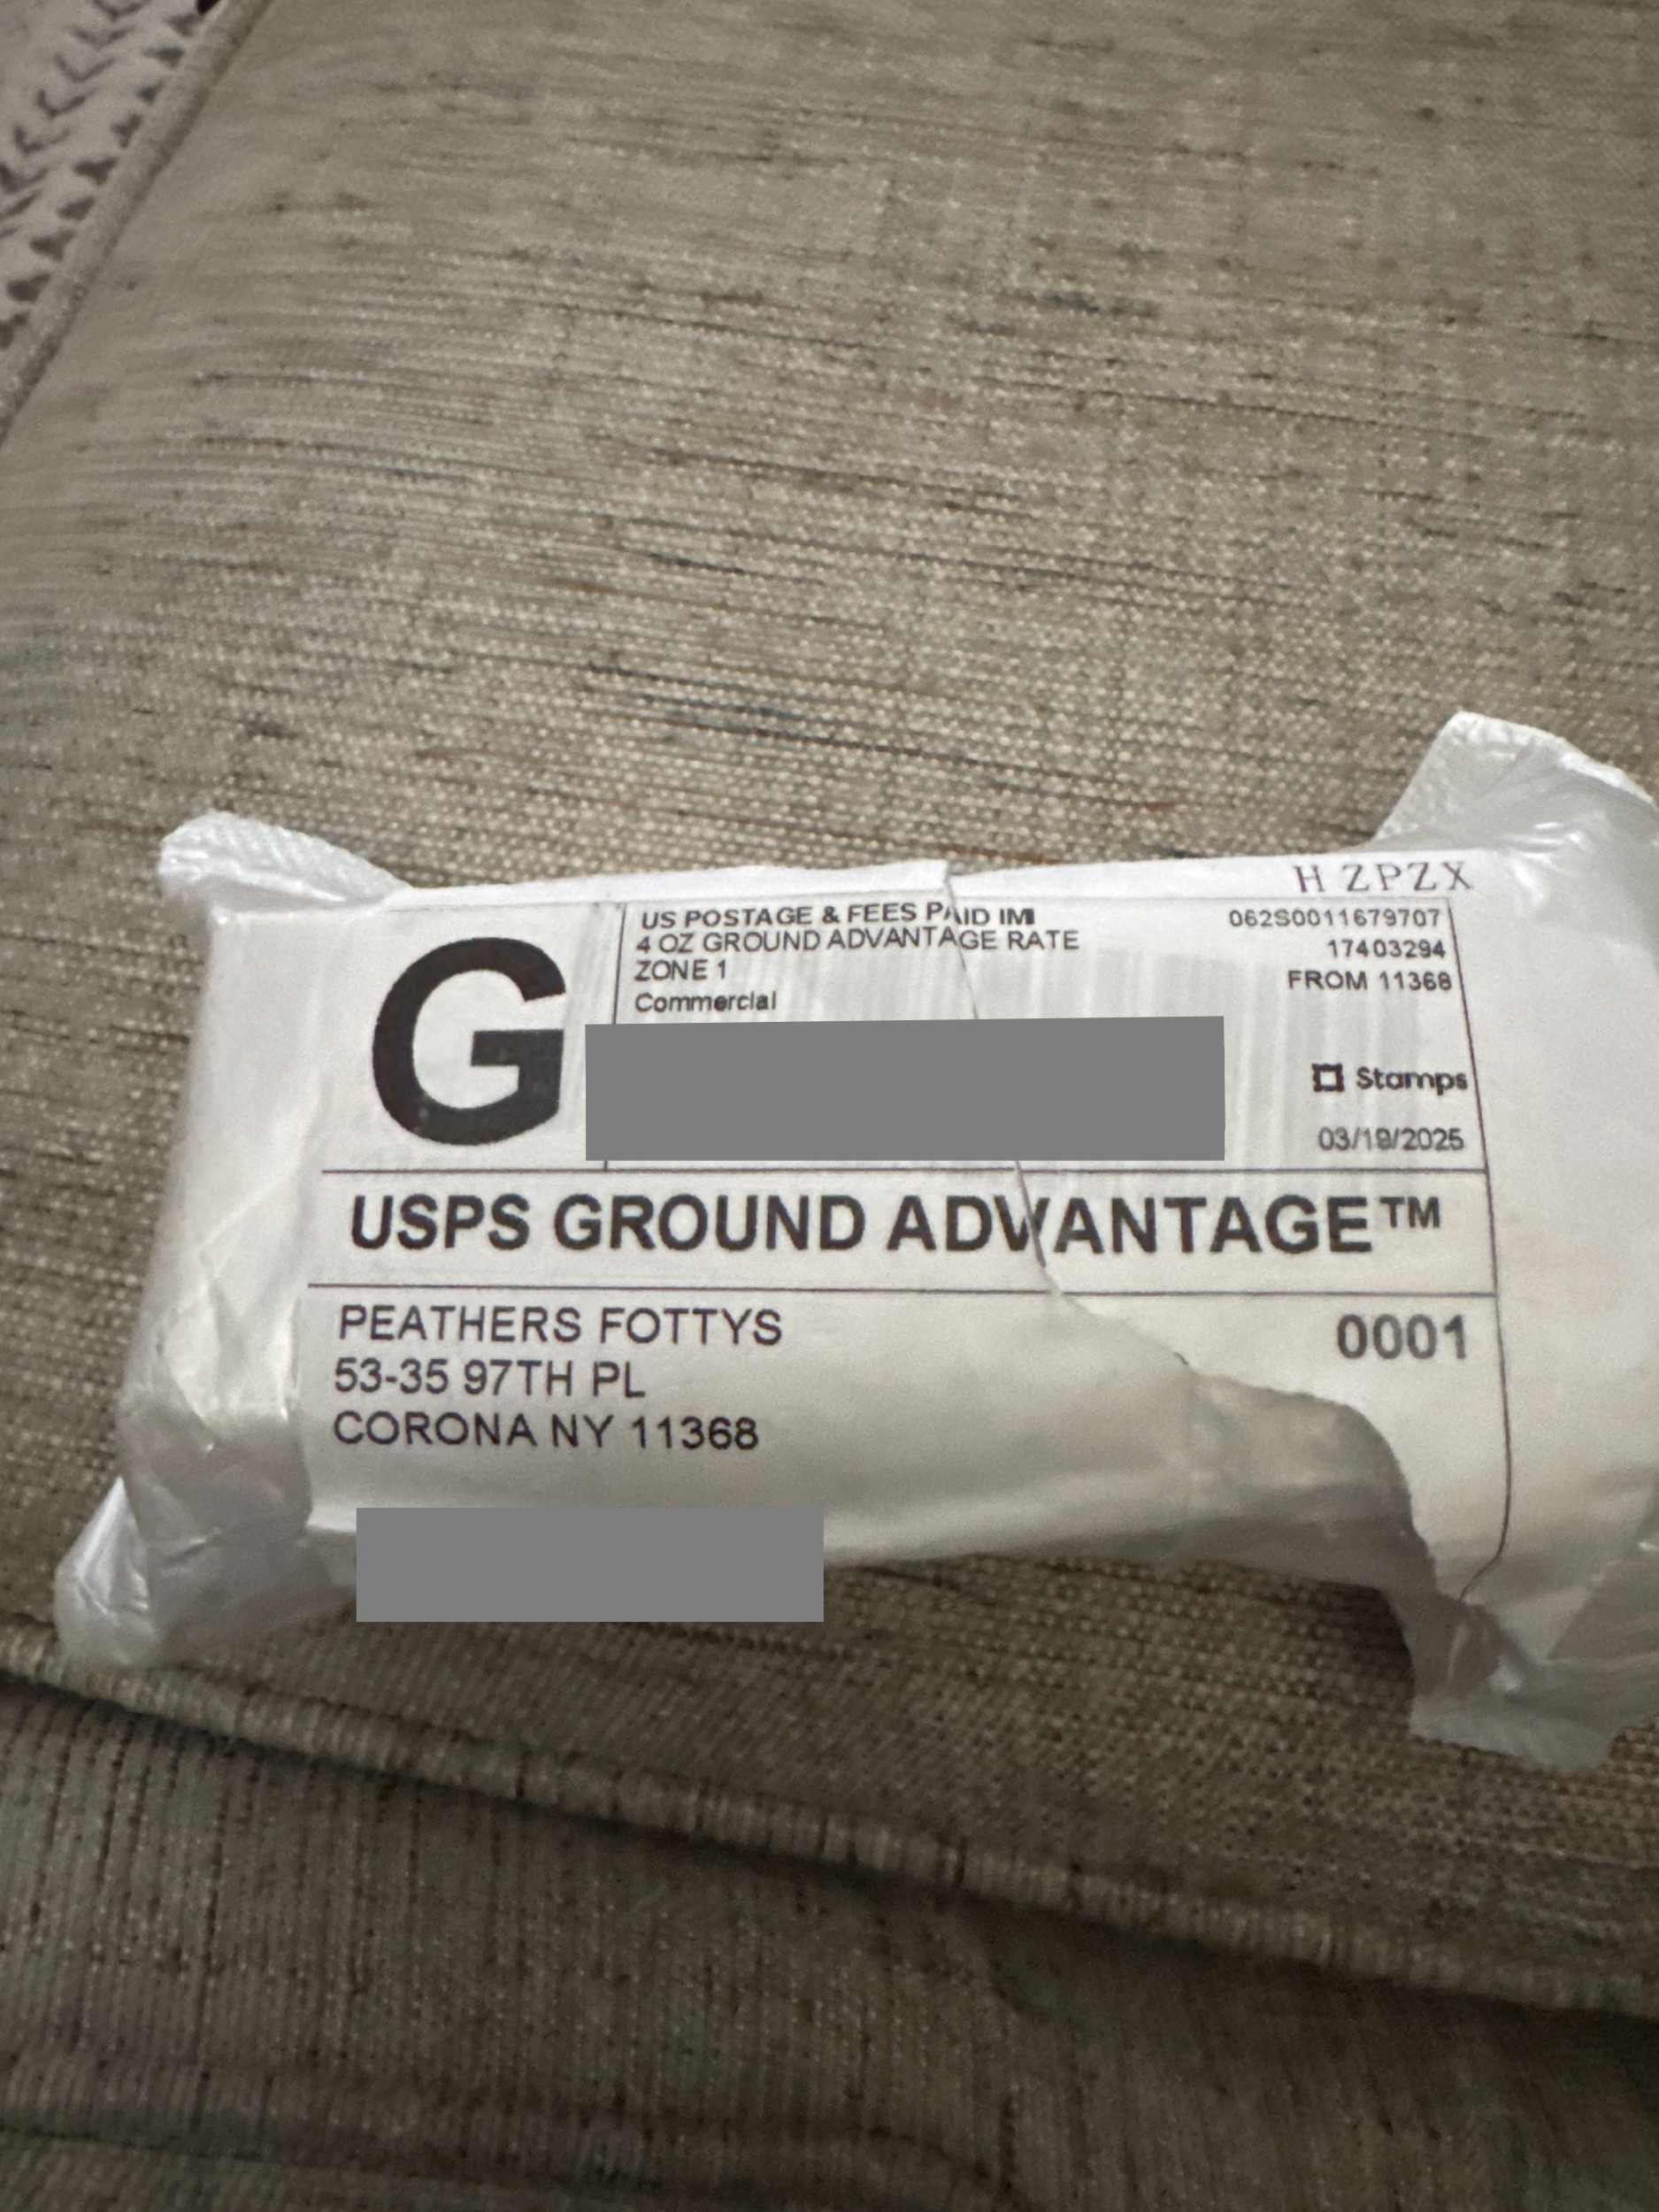 H ZPZX
US POSTAGE & FEES PAID IMI
062S0011679707
4 OZ GROUND ADVANTAGE RATE
17403294
ZONE 1
FROM 11368
Commercial
Stamps
03/19/2025
G
USPS GROUND ADVANTAGE™
PEATHERS FOTTYS
0001
53-35 97TH PL
CORONA NY 11368